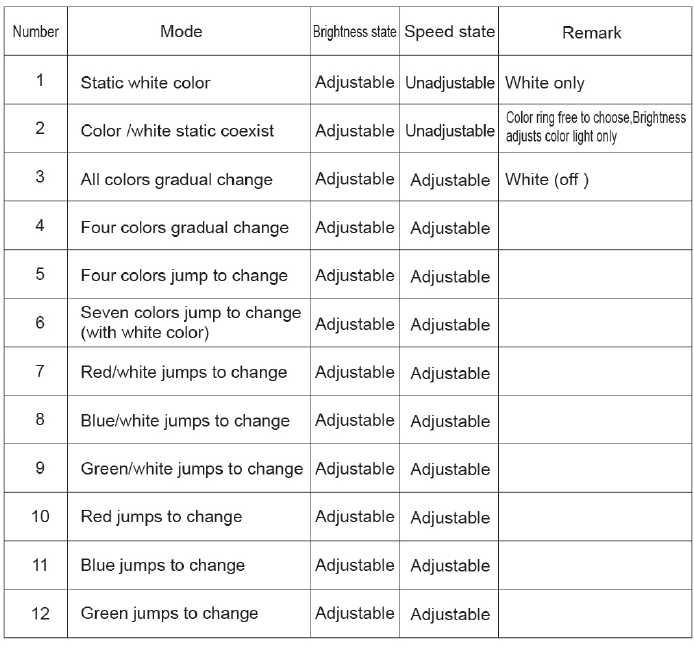 Number Mode Brightness state Speed state Remark
1 Static white color Adjustable Unadjustable White only
2 Color /white static coexist Adjustable Unadjustable Color ring free to choose,Brightness
adjusts color light only
3 All colors gradual change Adjustable Adjustable White (off )
4 Four colors gradual change Adjustable Adjustable
5 Four colors jump to change Adjustable Adjustable
6 Seven colors jump to change
(with white color) Adjustable Adjustable
7 Red/white jumps to change Adjustable Adjustable
8 Blue/white jumps to change Adjustable Adjustable
9 Green/white jumps to change Adjustable Adjustable
10 Red jumps to change Adjustable Adjustable
11 Blue jumps to change Adjustable Adjustable
12 Green jumps to change Adjustable Adjustable